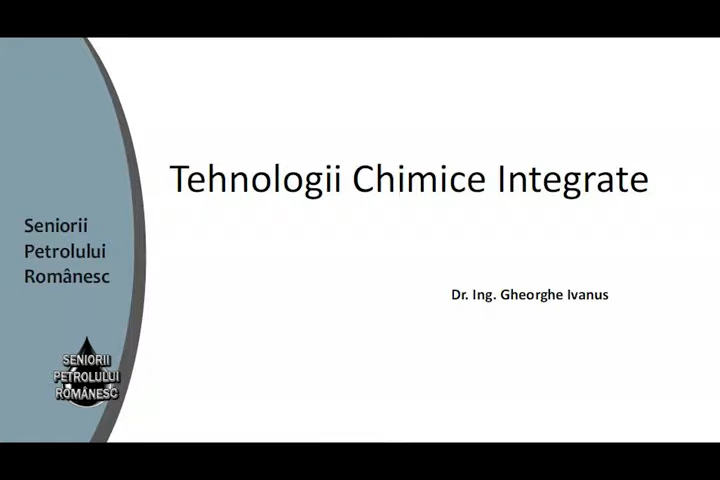 Tehnologii Chimice Integrate
Seniorii
Petrolului
Românesc
Dr. Ing. Gheorghe Ivanus
SENIORII
PETROLULUI
ROMÂNESC